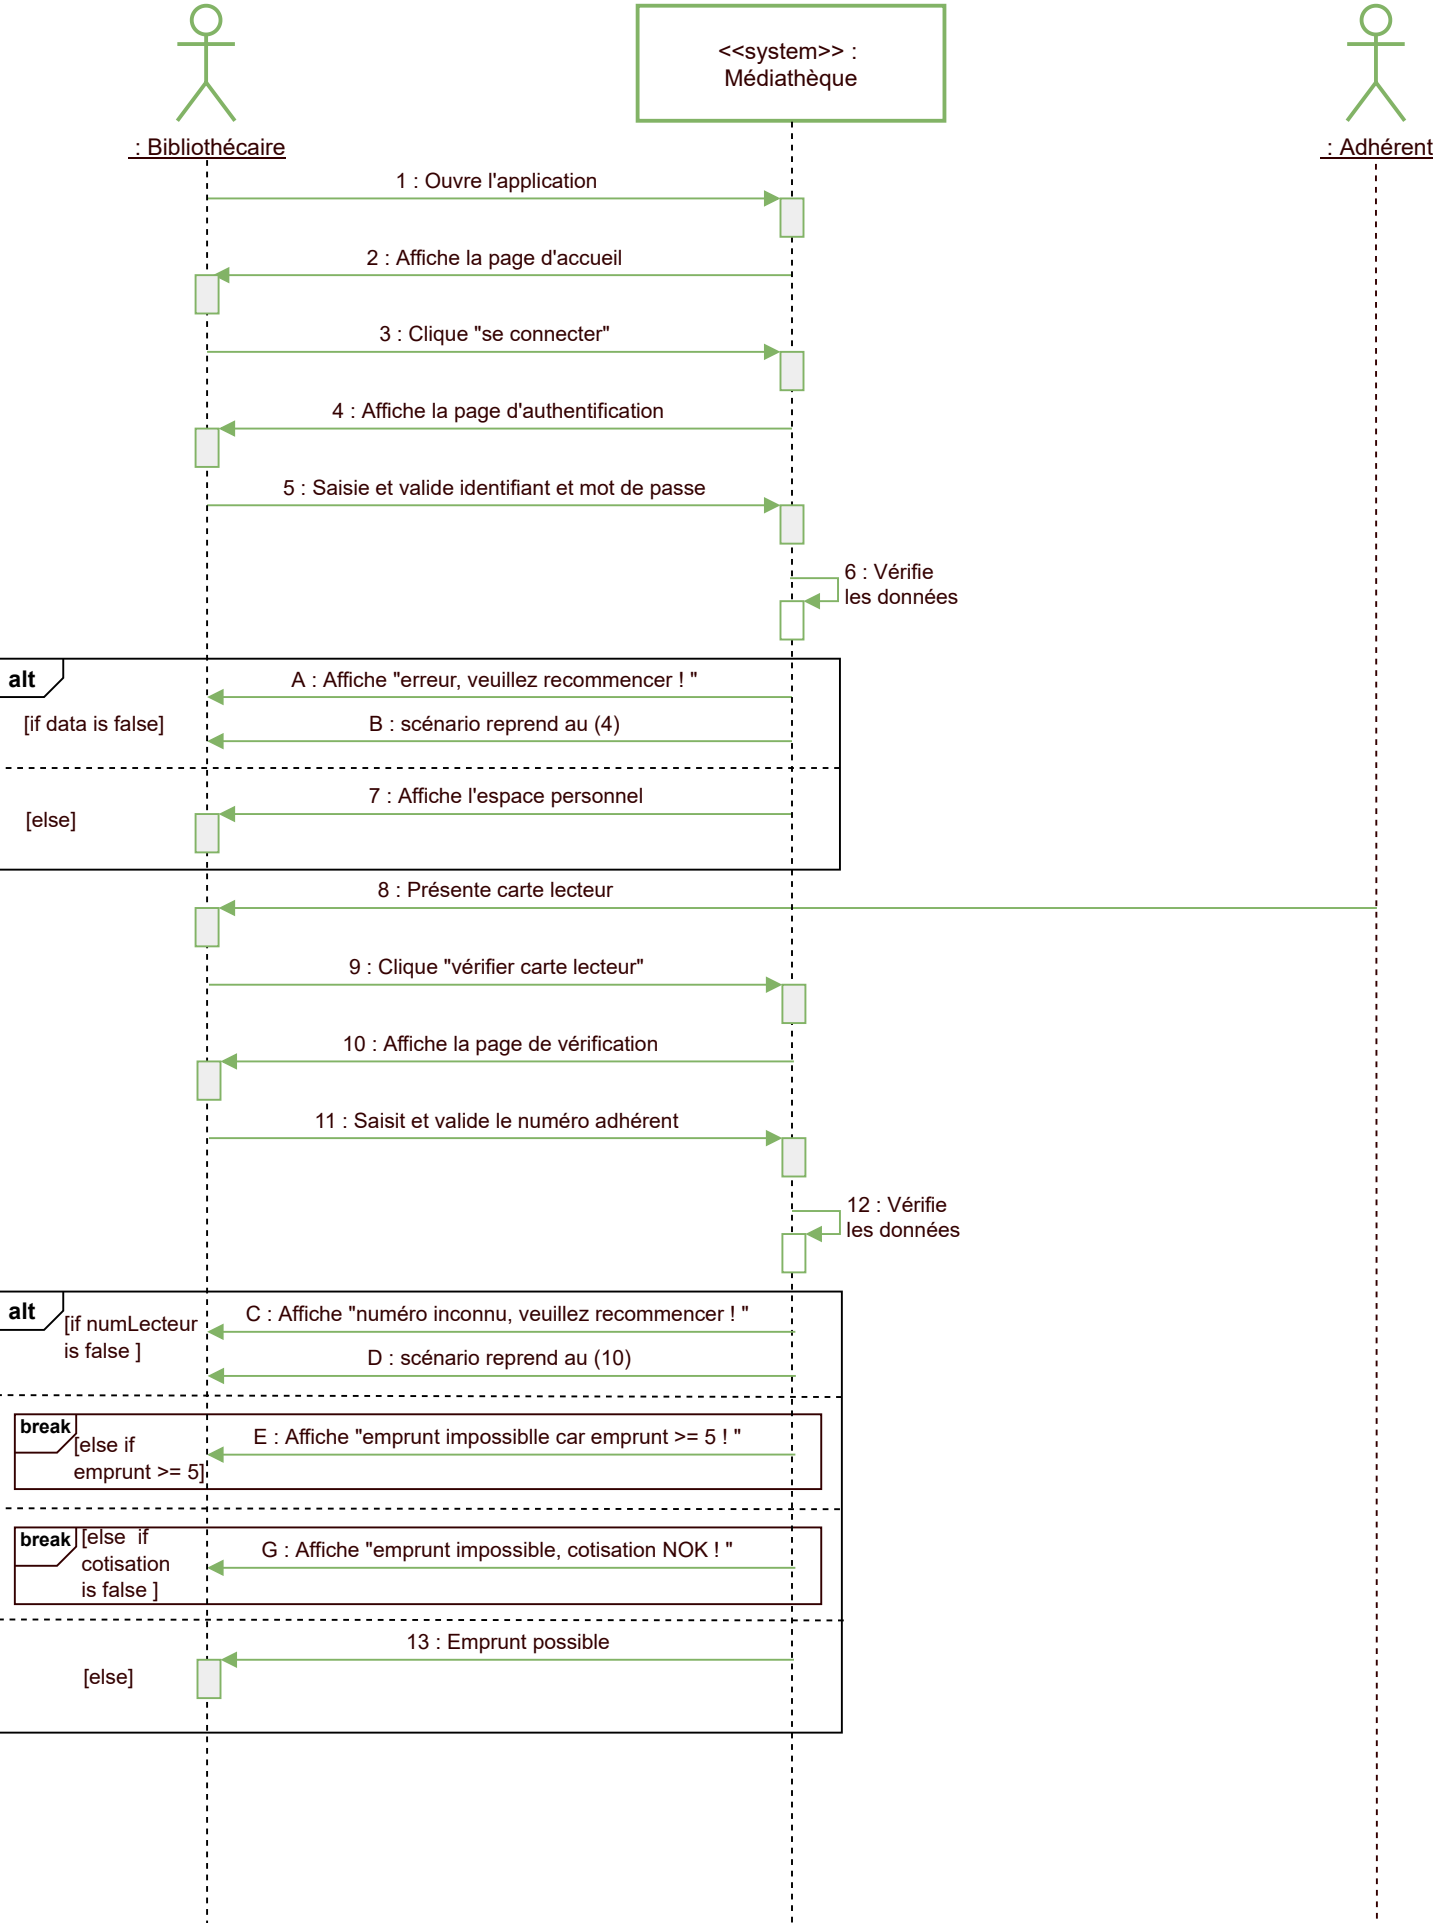 <<system>> :
Médiathèque
: Bibliothécaire
: Adhérent
1 : Ouvre l'application
2 : Affiche la page d'accueil
3 : Clique "se connecter"
4 : Affiche la page d'authentification
5 : Saisie et valide identifiant et mot de passe
6 : Vérifie
les données
alt
A : Affiche "erreur, veuillez recommencer ! "
[if data is false]
B : scénario reprend au (4)
7 : Affiche l'espace personnel
[else]
8 : Présente carte lecteur
9 : Clique "vérifier carte lecteur"
10 : Affiche la page de vérification
11 : Saisit et valide le numéro adhérent
12 : Vérifie
les données
alt
[if numLecteur
is false ]
C : Affiche "numéro inconnu, veuillez recommencer ! "
D : scénario reprend au (10)
break
[else if
emprunt >= 5]
E : Affiche "emprunt impossiblle car emprunt >= 5 ! "
break
[else  if
cotisation
is false ]
G : Affiche "emprunt impossible, cotisation NOK ! "
13 : Emprunt possible
[else]